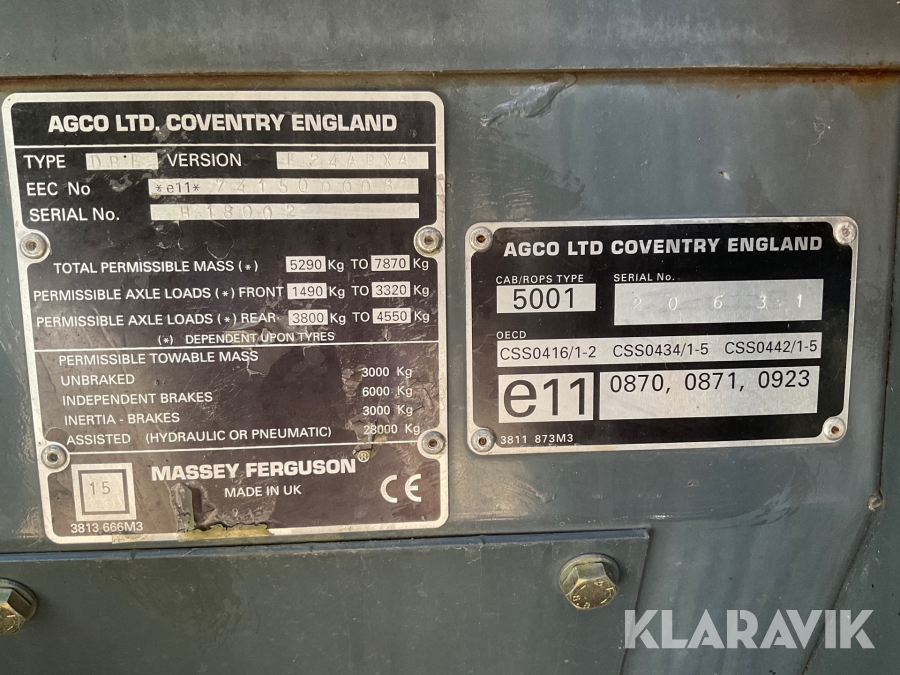 AGCO LTD. COVENTRY ENGLAND
TYPE VERSION
EEC No *e11*
SERIAL No. H18002
TOTAL PERMISSIBLE MASS (*) 5290 Kg TO 7870 Kg
PERMISSIBLE AXLE LOADS (*) FRONT 1490 Kg TO 3320 Kg
PERMISSIBLE AXLE LOADS (*) REAR 3800 Kg TO 4550 Kg
(*) DEPENDENT UPON TYRES
PERMISSIBLE TOWABLE MASS
UNBRAKED 3000 Kg
INDEPENDENT BRAKES 6000 Kg
INERTIA - BRAKES 3000 Kg
ASSISTED (HYDRAULIC OR PNEUMATIC) 28000 Kg
15
MASSEY FERGUSON®
MADE IN UK
CE
3813 666M3
AGCO LTD COVENTRY ENGLAND
CAB/ROPS TYPE SERIAL No.
5001 20631
OECD
CSS0416/1-2 CSS0434/1-5 CSS0442/1-5
e11 0870, 0871, 0923
3811 873M3
8.8
KLARAVIK